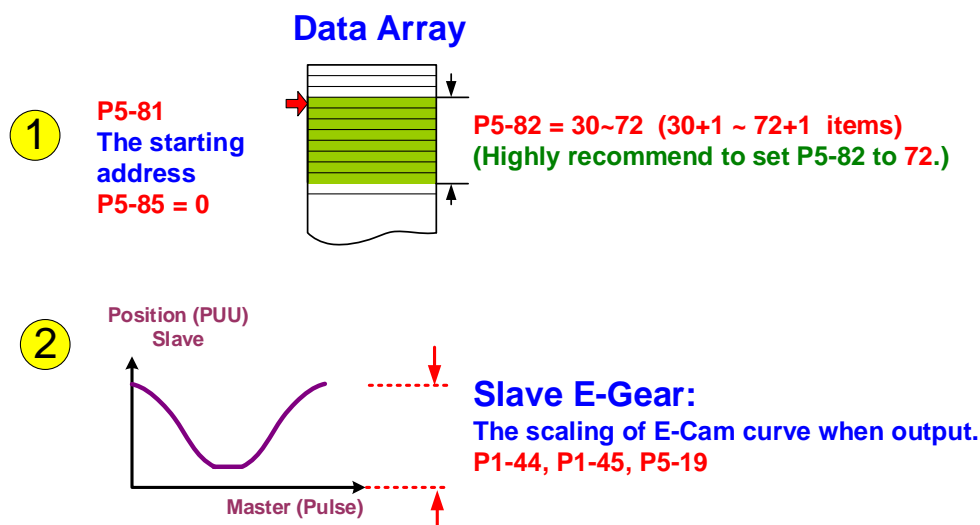 Data Array
1
P5-81
The starting
address
P5-85 = 0
P5-82 = 30~72 (30+1 ~ 72+1 items)
(Highly recommend to set P5-82 to 72.)
2
Position (PUU)
Slave
Master (Pulse)
Slave E-Gear:
The scaling of E-Cam curve when output.
P1-44, P1-45, P5-19